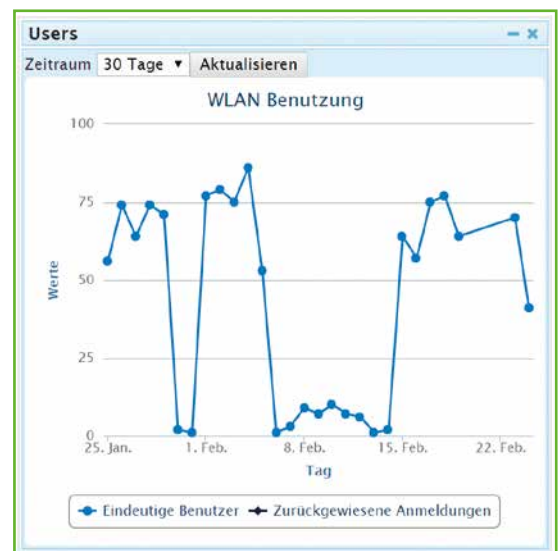 Users
Zeitraum 30 Tage ▼ Aktualisieren
WLAN Benutzung
100
75
50
25
0
Werte
25. Jan. 1. Feb. 8. Feb. 15. Feb. 22. Feb.
Tag
Eindeutige Benutzer Zurückgewiesene Anmeldungen